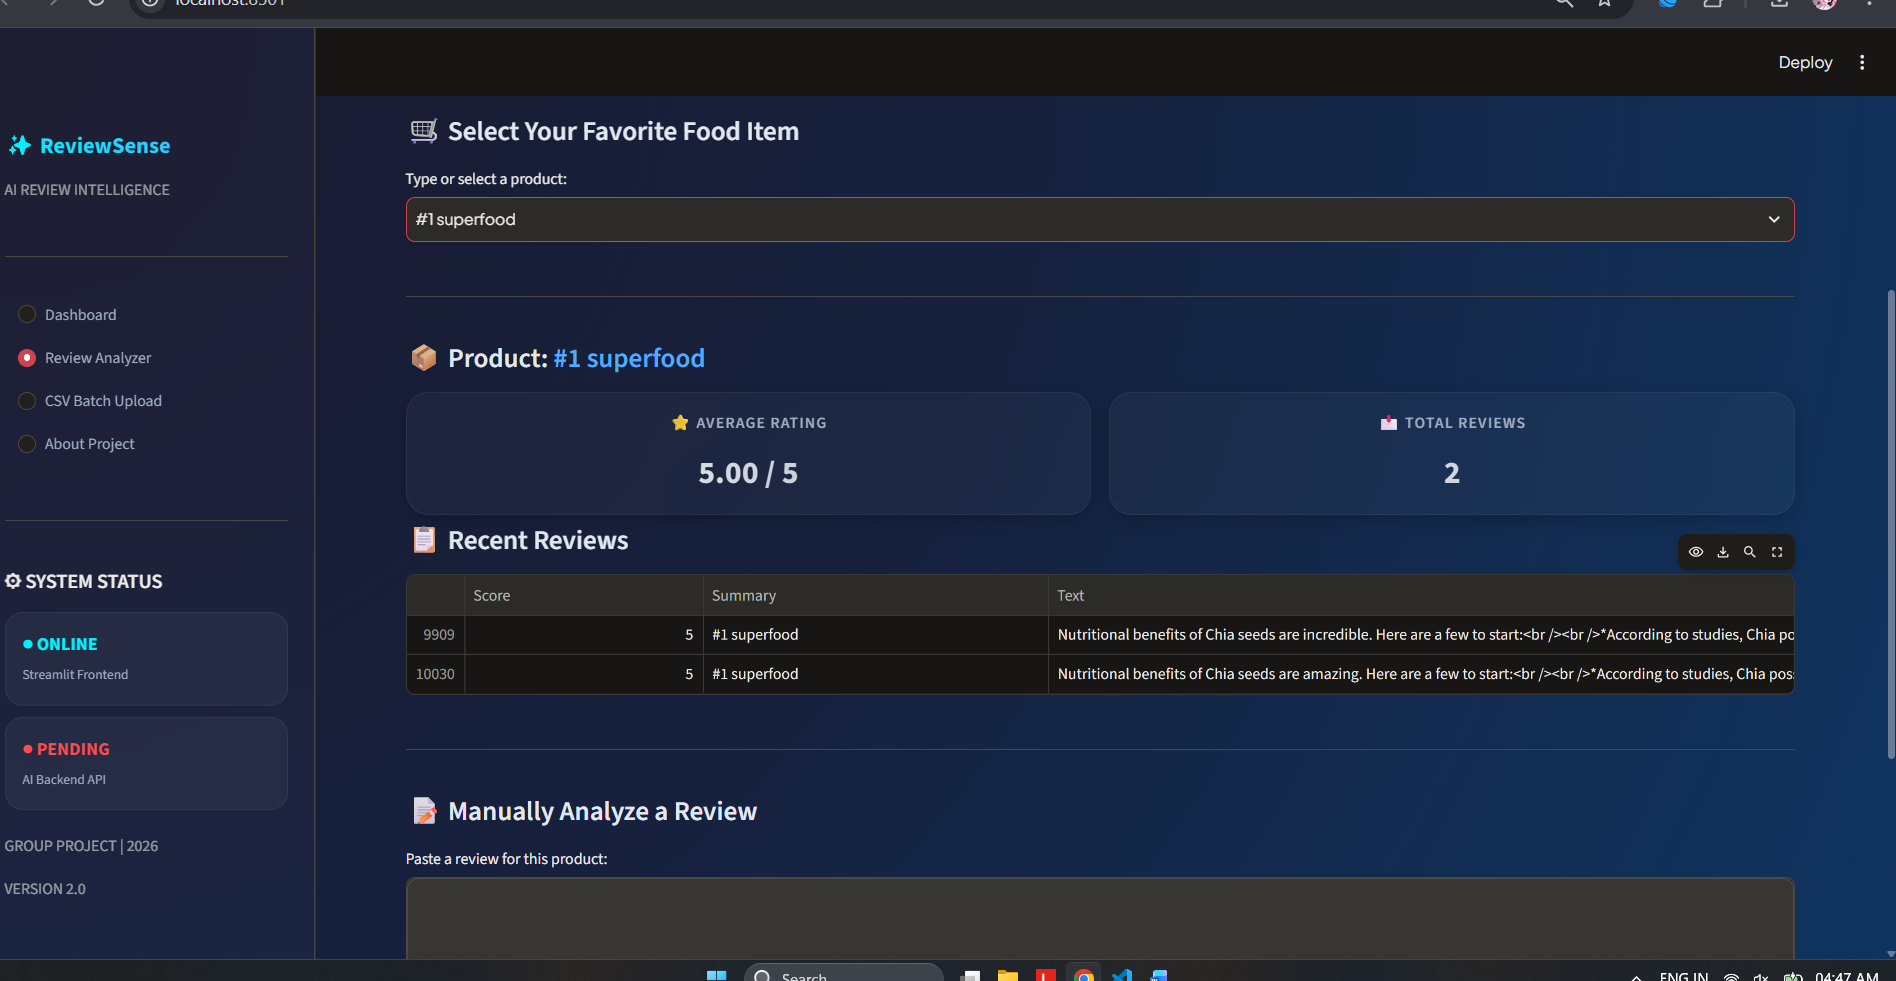 localhost:8501
Deploy
ReviewSense
AI REVIEW INTELLIGENCE
Dashboard
Review Analyzer
CSV Batch Upload
About Project
SYSTEM STATUS
ONLINE
Streamlit Frontend
PENDING
AI Backend API
GROUP PROJECT | 2026
VERSION 2.0
Select Your Favorite Food Item
Type or select a product:
#1 superfood
Product: #1 superfood
AVERAGE RATING
5.00 / 5
TOTAL REVIEWS
2
Recent Reviews
Score Summary Text
9909 5 #1 superfood Nutritional benefits of Chia seeds are incredible. Here are a few to start:<br /><br />*According to studies, Chia po
10030 5 #1 superfood Nutritional benefits of Chia seeds are amazing. Here are a few to start:<br /><br />*According to studies, Chia pos
Manually Analyze a Review
Paste a review for this product:
Search
ENG IN
04:47 AM